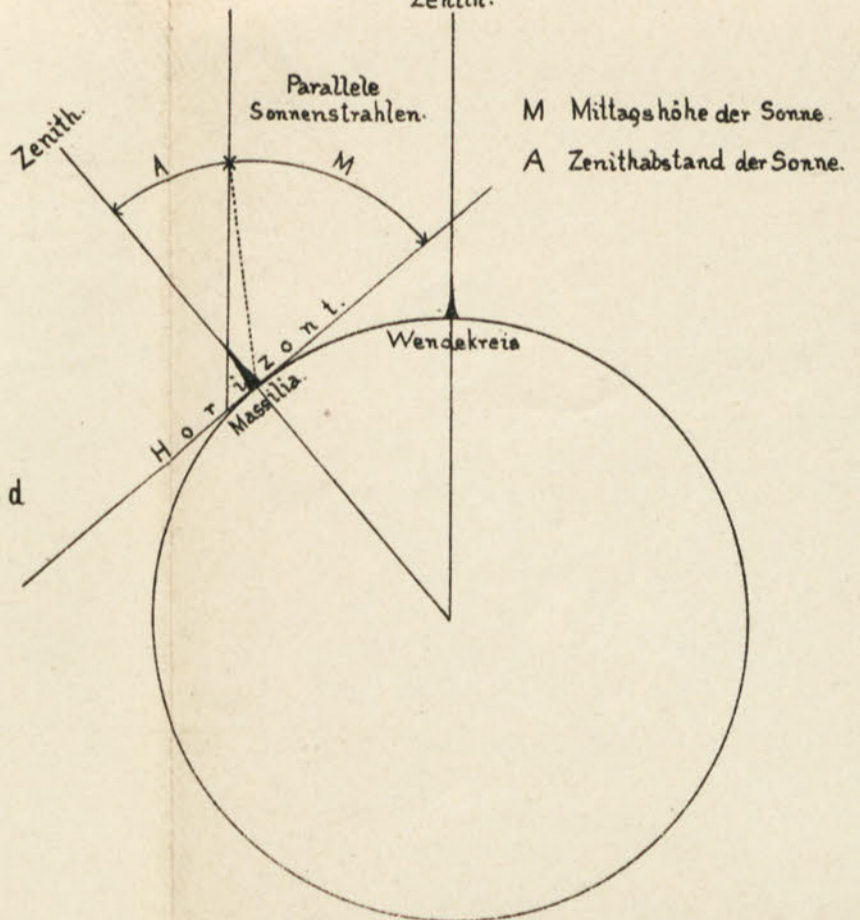 Zenith.
Parallele
Sonnenstrahlen.
M Mittagshöhe der Sonne.
A Zenithabstand der Sonne.
Zenith.
A
M
Horizont.
Wendekreis
Massilia.
d